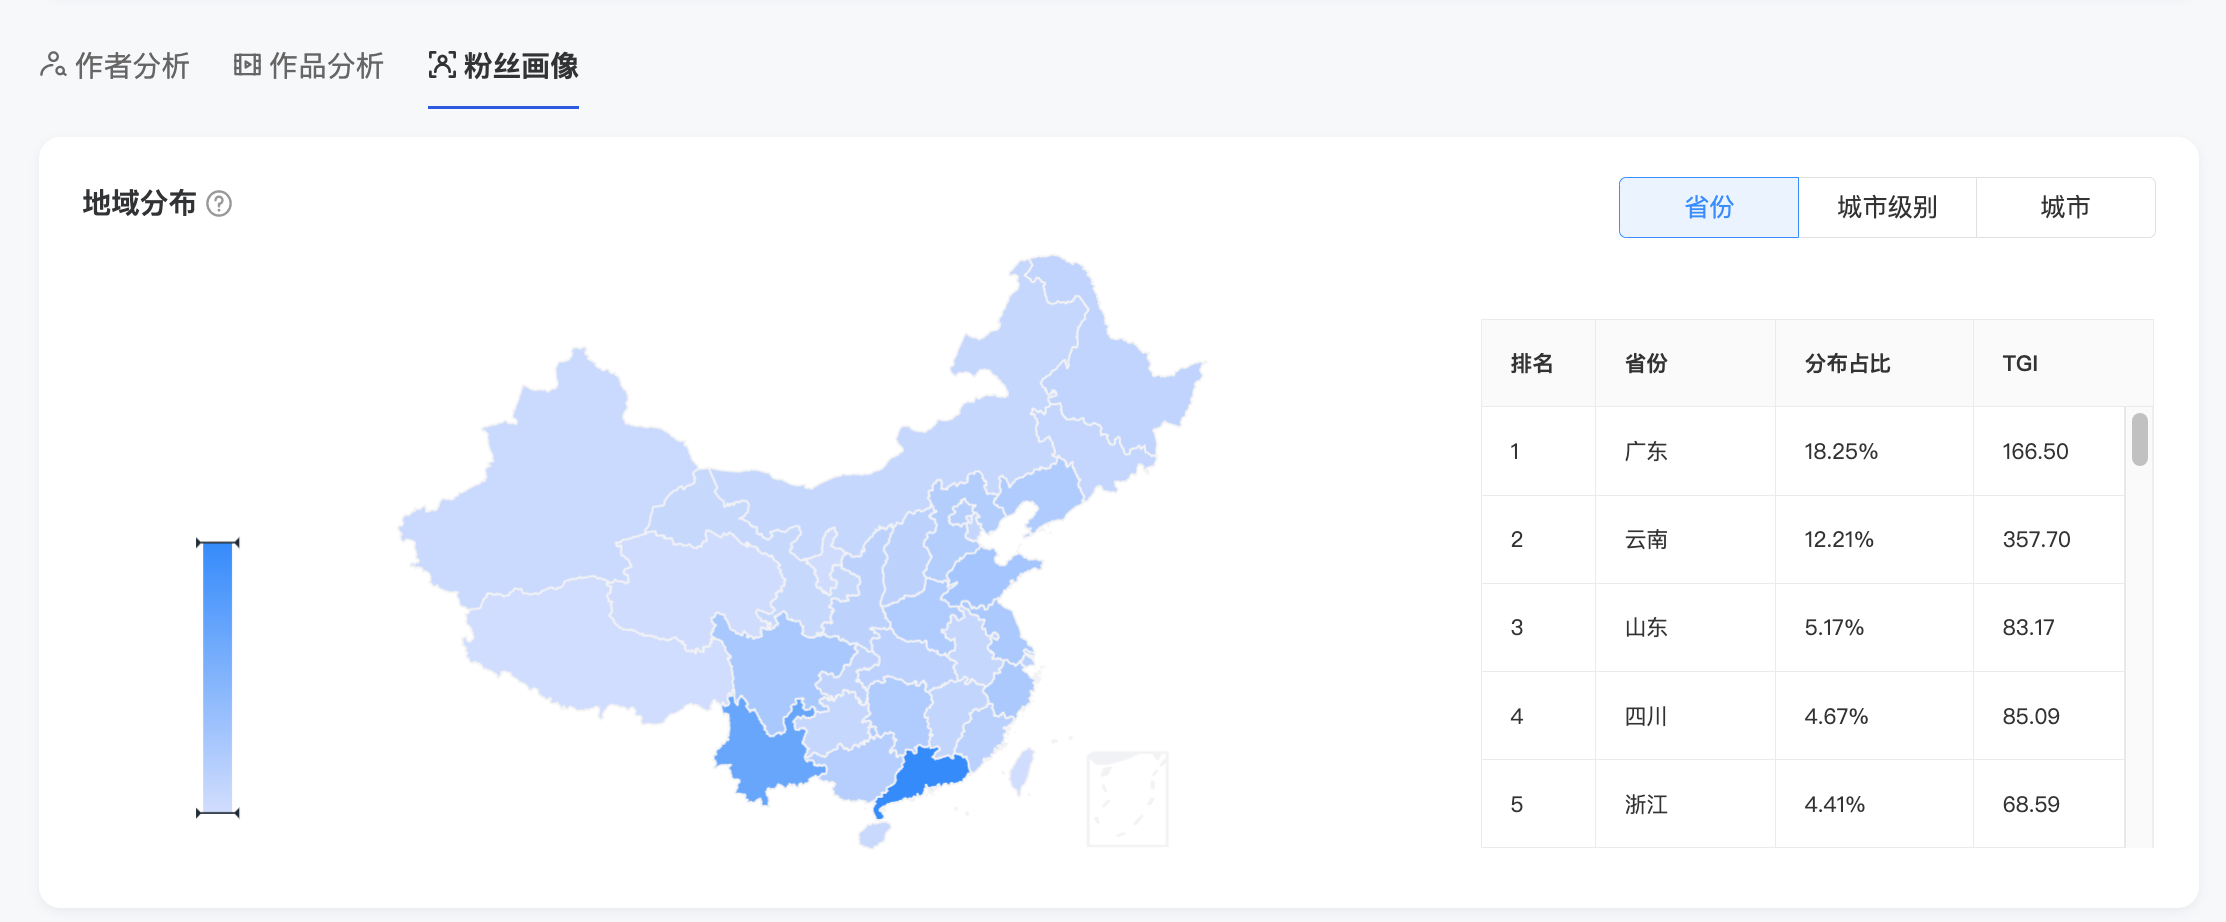 作者分析 作品分析 粉丝画像
地域分布 ?
省份 城市级别 城市
排名 省份 分布占比 TGI
1 广东 18.25% 166.50
2 云南 12.21% 357.70
3 山东 5.17% 83.17
4 四川 4.67% 85.09
5 浙江 4.41% 68.59